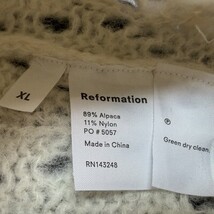 XL
Reformation
89% Alpaca
11% Nylon
PO # 5057
Made in China
RN143248
Ⓟ
Green dry clean